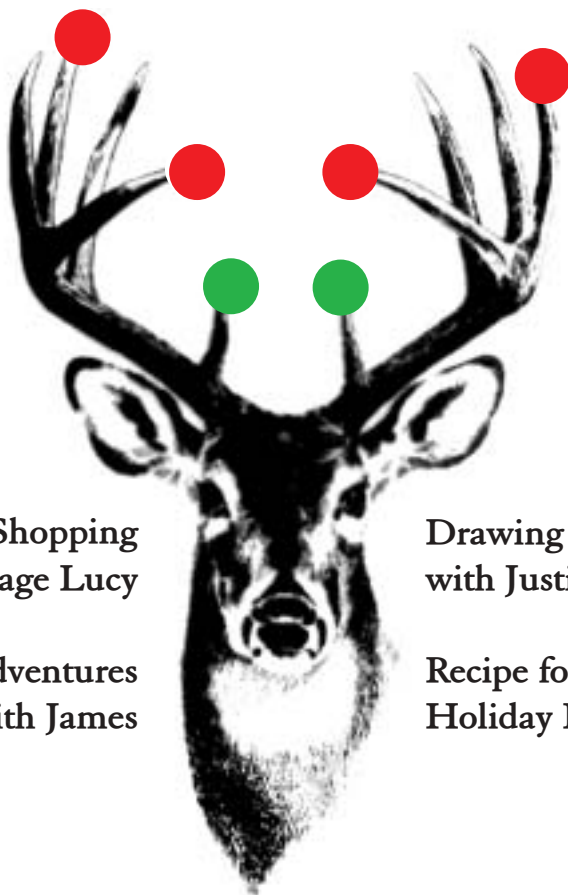 Shopping
age Lucy
dventures
ith James
Drawing
with Justi
Recipe fo
Holiday